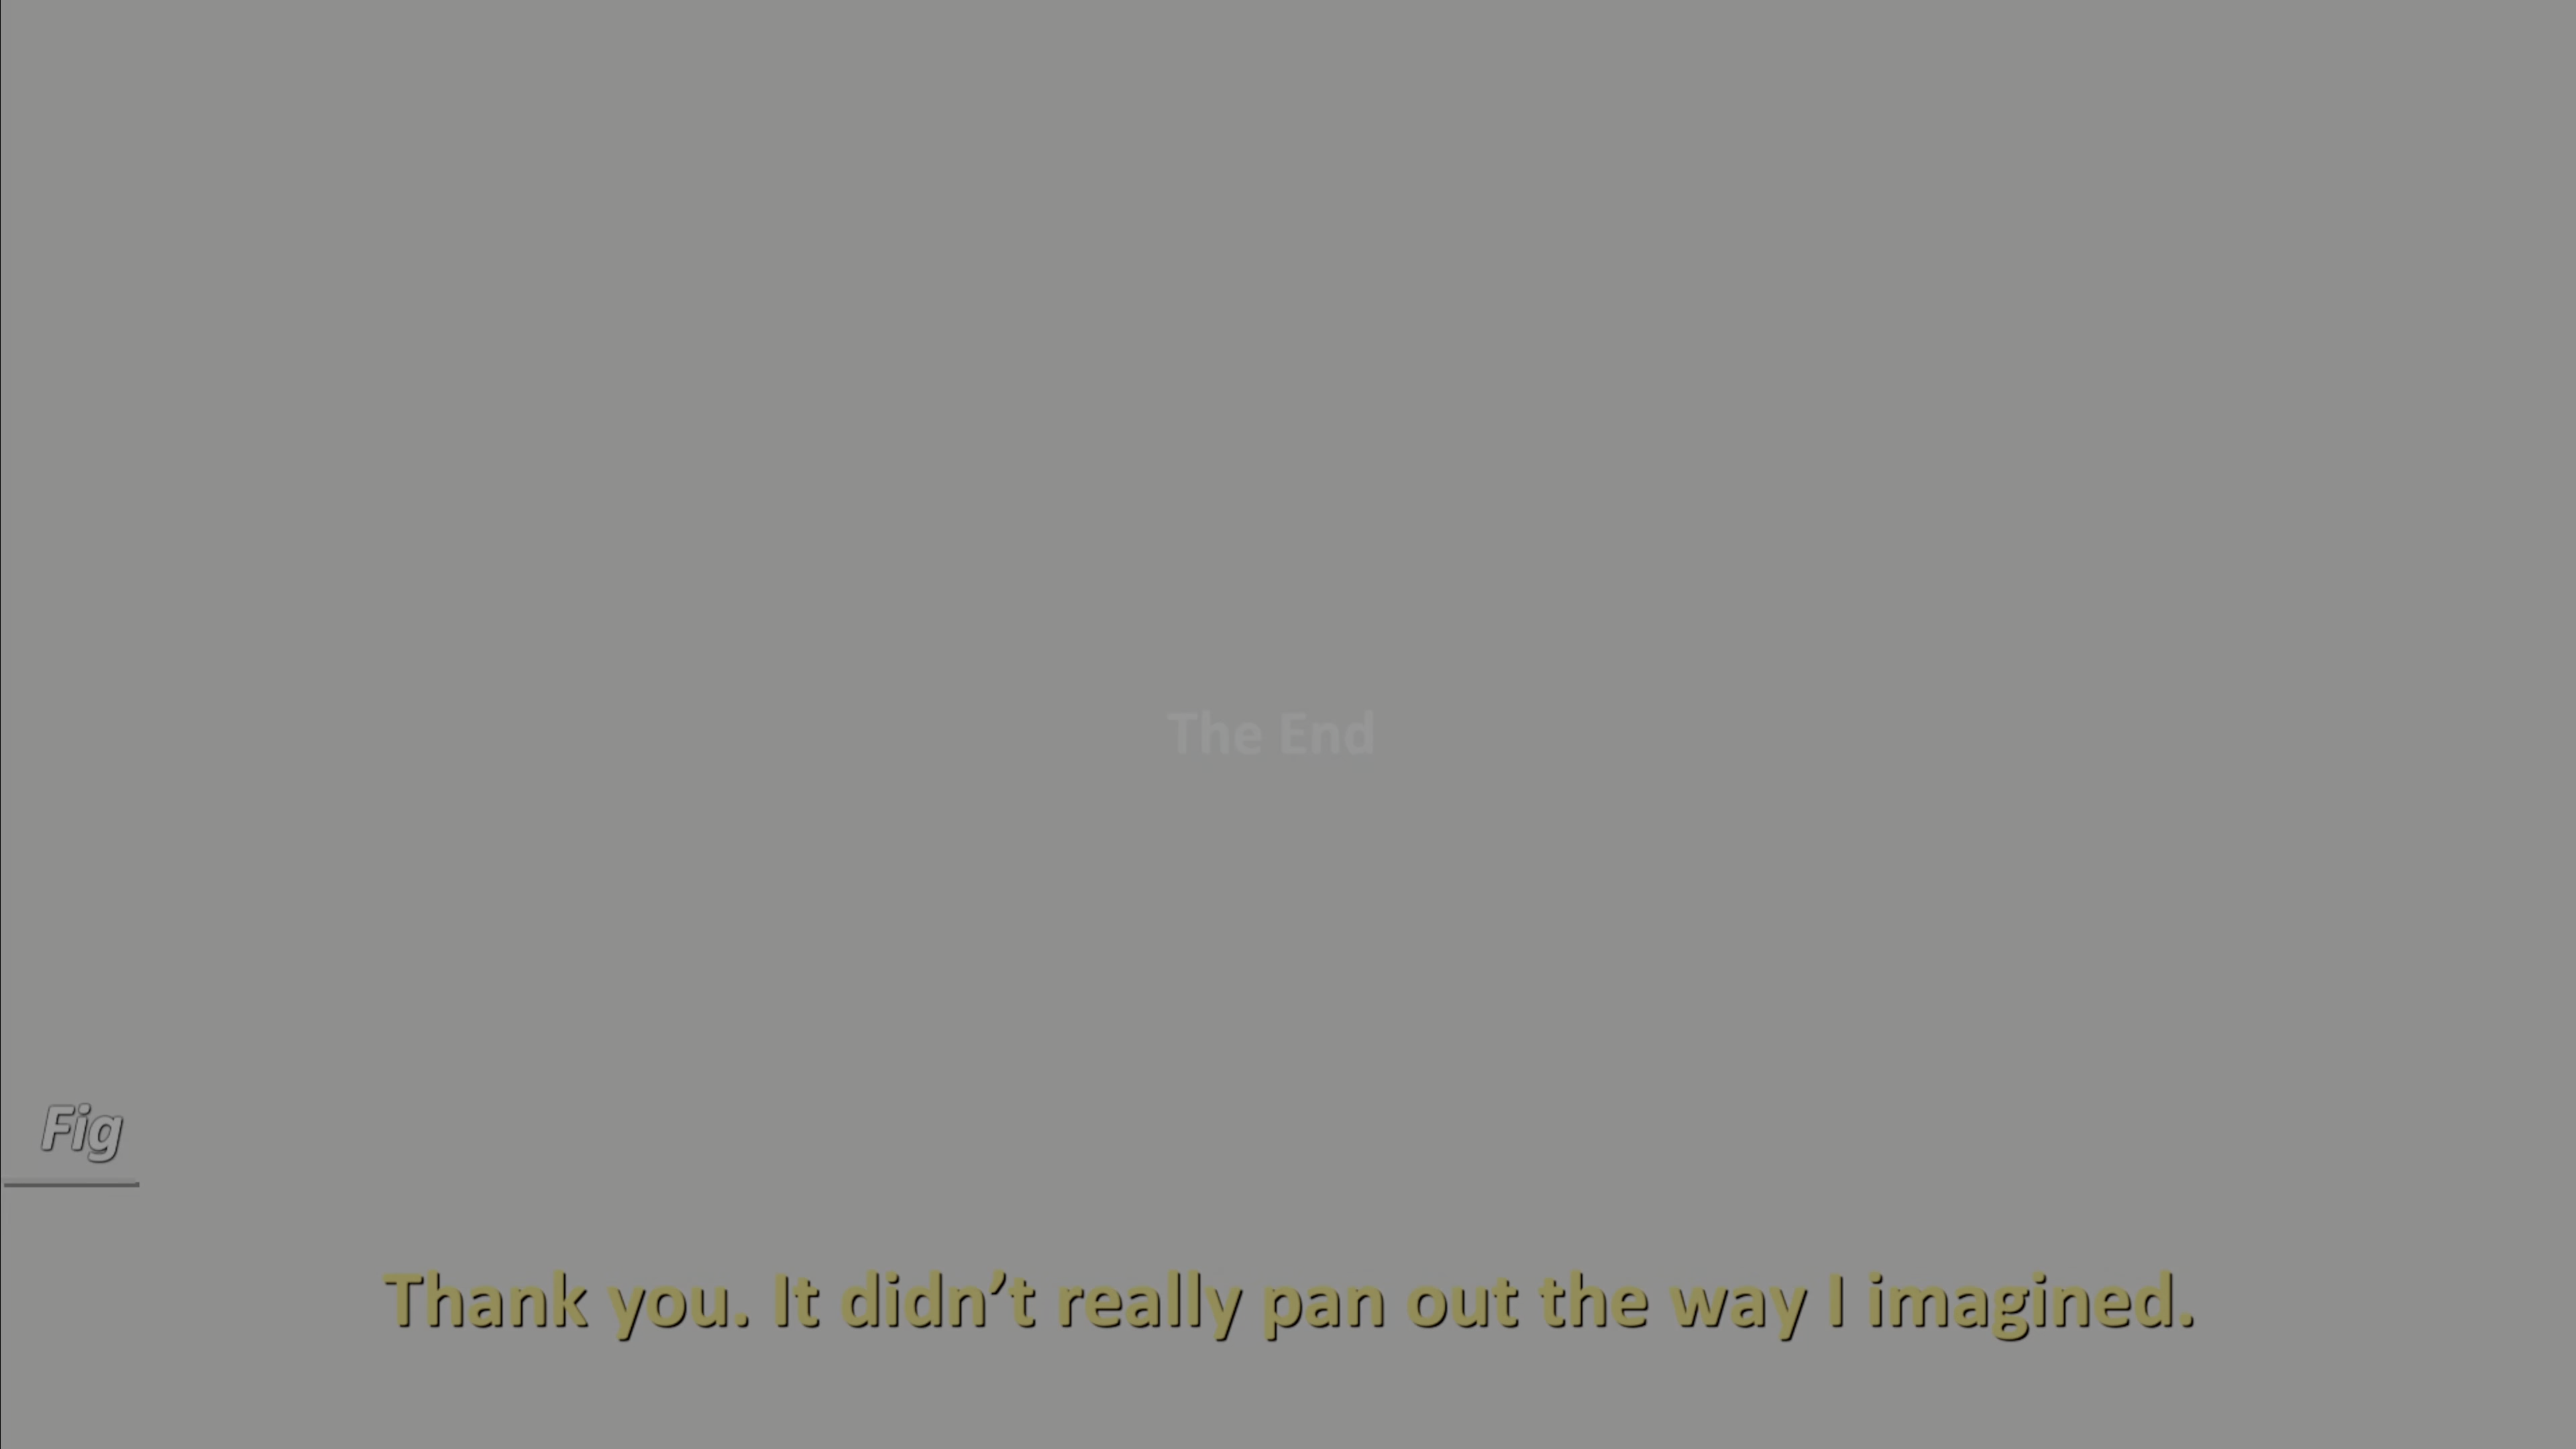 The End
Fig
Thank you. It didn’t really pan out the way I imagined.